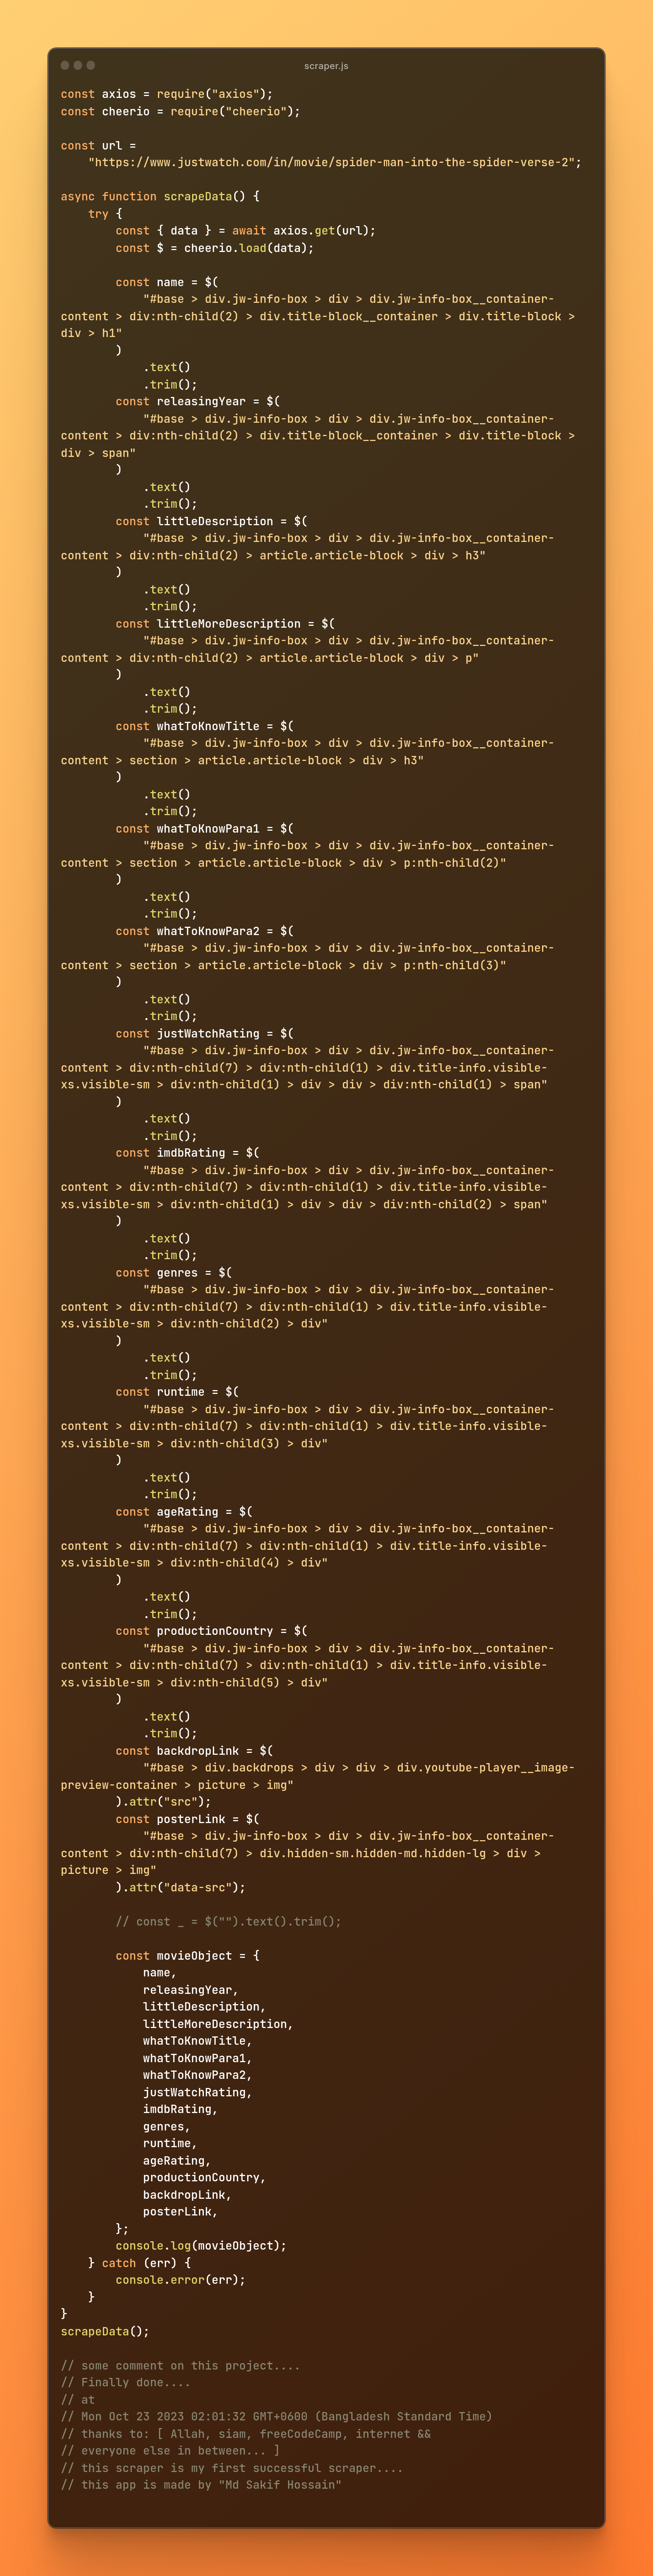 scraper.js
const axios = require("axios");
const cheerio = require("cheerio");
const url =
"https://www.justwatch.com/in/movie/spider-man-into-the-spider-verse-2";
async function scrapeData() {
try {
const { data } = await axios.get(url);
const $ = cheerio.load(data);
const name = $(
"#base > div.jw-info-box > div > div.jw-info-box__container-
content > div:nth-child(2) > div.title-block__container > div.title-block >
div > h1"
)
.text()
.trim();
const releasingYear = $(
"#base > div.jw-info-box > div > div.jw-info-box__container-
content > div:nth-child(2) > div.title-block__container > div.title-block >
div > span"
)
.text()
.trim();
const littleDescription = $(
"#base > div.jw-info-box > div > div.jw-info-box__container-
content > div:nth-child(2) > article.article-block > div > h3"
)
.text()
.trim();
const littleMoreDescription = $(
"#base > div.jw-info-box > div > div.jw-info-box__container-
content > div:nth-child(2) > article.article-block > div > p"
)
.text()
.trim();
const whatToKnowTitle = $(
"#base > div.jw-info-box > div > div.jw-info-box__container-
content > section > article.article-block > div > h3"
)
.text()
.trim();
const whatToKnowPara1 = $(
"#base > div.jw-info-box > div > div.jw-info-box__container-
content > section > article.article-block > div > p:nth-child(2)"
)
.text()
.trim();
const whatToKnowPara2 = $(
"#base > div.jw-info-box > div > div.jw-info-box__container-
content > section > article.article-block > div > p:nth-child(3)"
)
.text()
.trim();
const justWatchRating = $(
"#base > div.jw-info-box > div > div.jw-info-box__container-
content > div:nth-child(7) > div:nth-child(1) > div.title-info.visible-
xs.visible-sm > div:nth-child(1) > div > div > div:nth-child(1) > span"
)
.text()
.trim();
const imdbRating = $(
"#base > div.jw-info-box > div > div.jw-info-box__container-
content > div:nth-child(7) > div:nth-child(1) > div.title-info.visible-
xs.visible-sm > div:nth-child(1) > div > div > div:nth-child(2) > span"
)
.text()
.trim();
const genres = $(
"#base > div.jw-info-box > div > div.jw-info-box__container-
content > div:nth-child(7) > div:nth-child(1) > div.title-info.visible-
xs.visible-sm > div:nth-child(2) > div"
)
.text()
.trim();
const runtime = $(
"#base > div.jw-info-box > div > div.jw-info-box__container-
content > div:nth-child(7) > div:nth-child(1) > div.title-info.visible-
xs.visible-sm > div:nth-child(3) > div"
)
.text()
.trim();
const ageRating = $(
"#base > div.jw-info-box > div > div.jw-info-box__container-
content > div:nth-child(7) > div:nth-child(1) > div.title-info.visible-
xs.visible-sm > div:nth-child(4) > div"
)
.text()
.trim();
const productionCountry = $(
"#base > div.jw-info-box > div > div.jw-info-box__container-
content > div:nth-child(7) > div:nth-child(1) > div.title-info.visible-
xs.visible-sm > div:nth-child(5) > div"
)
.text()
.trim();
const backdropLink = $(
"#base > div.backdrops > div > div > div.youtube-player__image-
preview-container > picture > img"
).attr("src");
const posterLink = $(
"#base > div.jw-info-box > div > div.jw-info-box__container-
content > div:nth-child(7) > div.hidden-sm.hidden-md.hidden-lg > div >
picture > img"
).attr("data-src");
// const _ = $("").text().trim();
const movieObject = {
name,
releasingYear,
littleDescription,
littleMoreDescription,
whatToKnowTitle,
whatToKnowPara1,
whatToKnowPara2,
justWatchRating,
imdbRating,
genres,
runtime,
ageRating,
productionCountry,
backdropLink,
posterLink,
};
console.log(movieObject);
} catch (err) {
console.error(err);
}
}
scrapeData();
// some comment on this project....
// Finally done....
// at
// Mon Oct 23 2023 02:01:32 GMT+0600 (Bangladesh Standard Time)
// thanks to: [ Allah, siam, freeCodeCamp, internet &&
// everyone else in between... ]
// this scraper is my first successful scraper....
// this app is made by "Md Sakif Hossain"